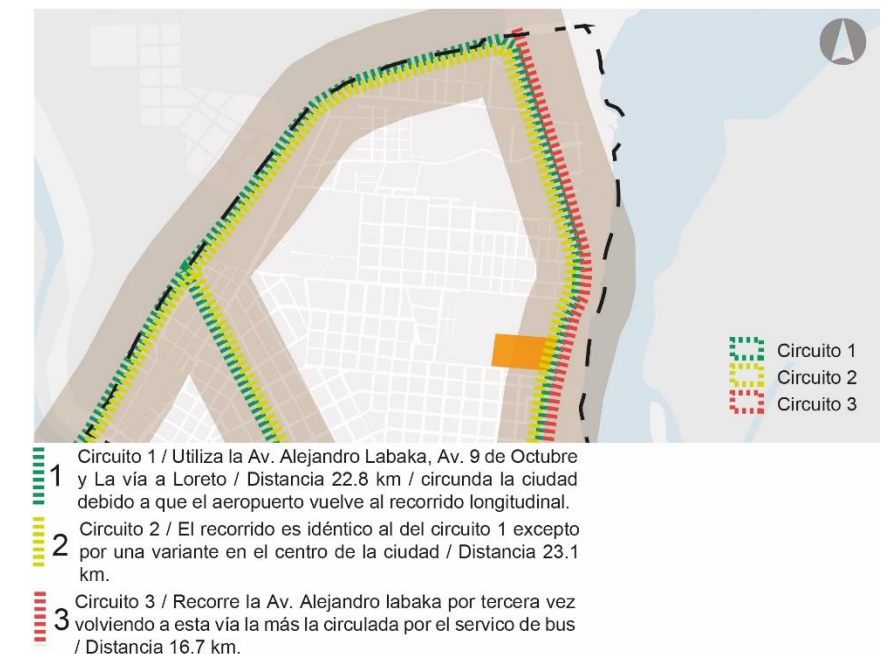 Circuito 1
Circuito 2
Circuito 3
1
Circuito 1 / Utiliza la Av. Alejandro Labaka, Av. 9 de Octubre
y La vía a Loreto / Distancia 22.8 km / circunda la ciudad
debido a que el aeropuerto vuelve al recorrido longitudinal.
2
Circuito 2 / El recorrido es idéntico al del circuito 1 excepto
por una variante en el centro de la ciudad / Distancia 23.1
km.
3
Circuito 3 / Recorre la Av. Alejandro labaka por tercera vez
volviendo a esta vía la más la circulada por el servico de bus
/ Distancia 16.7 km.